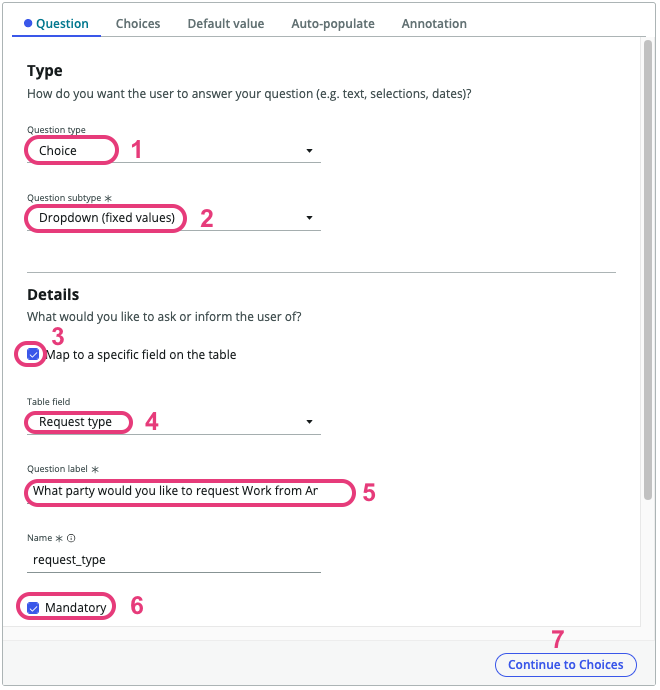 Question Choices Default value Auto-populate Annotation
Type
How do you want the user to answer your question (e.g. text, selections, dates)?
Question type
Choice 1
Question subtype *
Dropdown (fixed values) 2
Details
What would you like to ask or inform the user of?
3
Map to a specific field on the table
Table field
Request type 4
Question label *
What party would you like to request Work from An 5
Name *
request_type
Mandatory 6
7
Continue to Choices